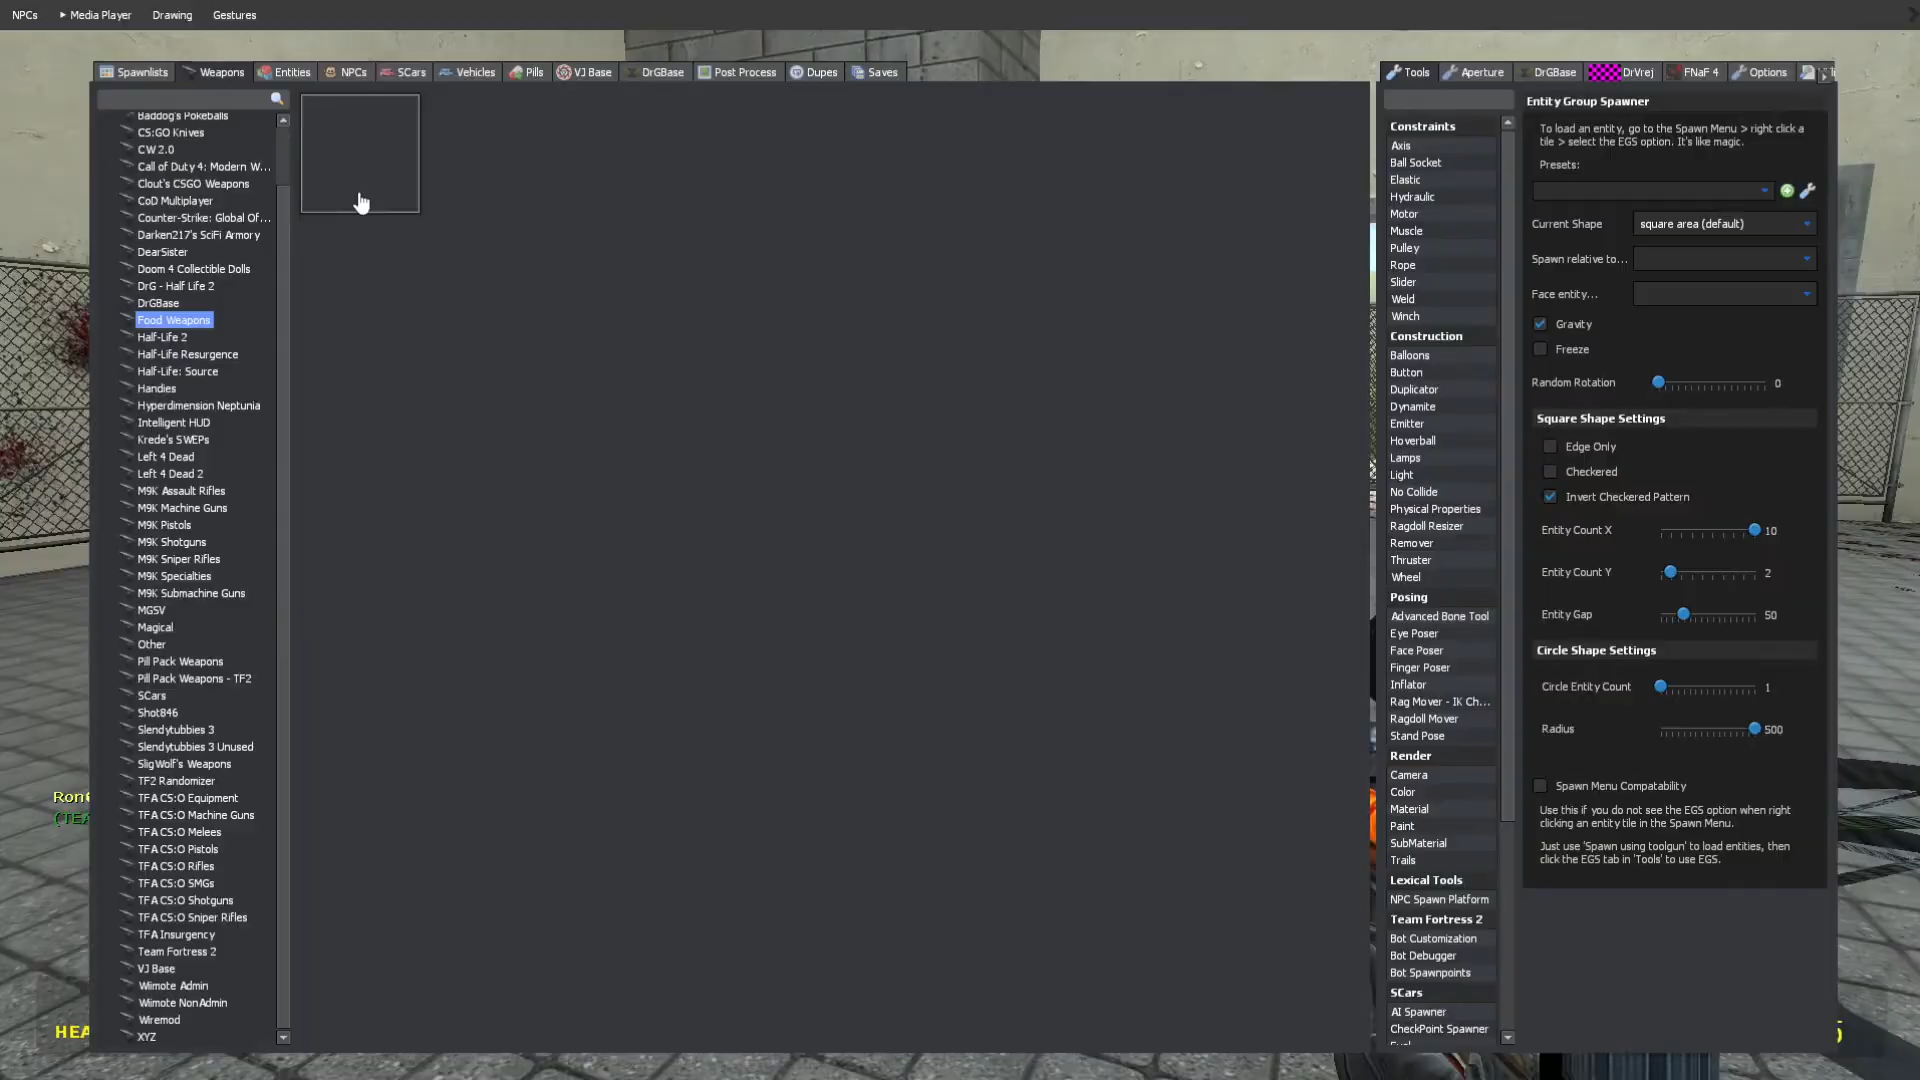 NPCs
Media Player
Drawing
Gestures
Spawnlists
Weapons
Entities
NPCs
SCars
Vehicles
Pills
VJ Base
DrGBase
Post Process
Dupes
Saves
Baddog's Pokeballs
CS:GO Knives
CW 2.0
Call of Duty 4: Modern W...
Clout's CSGO Weapons
CoD Multiplayer
Counter-Strike: Global Of...
Darken217's SciFi Armory
DearSister
Doom 4 Collectible Dolls
DrG - Half Life 2
DrGBase
Food Weapons
Half-Life 2
Half-Life Resurgence
Half-Life: Source
Handies
Hyperdimension Neptunia
Intelligent HUD
Krede's SWEPs
Left 4 Dead
Left 4 Dead 2
M9K Assault Rifles
M9K Machine Guns
M9K Pistols
M9K Shotguns
M9K Sniper Rifles
M9K Specialties
M9K Submachine Guns
MGSV
Magical
Other
Pill Pack Weapons
Pill Pack Weapons - TF2
SCars
Shot846
Slendytubbies 3
Slendytubbies 3 Unused
SligWolf's Weapons
TF2 Randomizer
TFA CS:O Equipment
TFA CS:O Machine Guns
TFA CS:O Melees
TFA CS:O Pistols
TFA CS:O Rifles
TFA CS:O SMGs
TFA CS:O Shotguns
TFA CS:O Sniper Rifles
TFA Insurgency
Team Fortress 2
VJ Base
Wiimote Admin
Wiimote NonAdmin
Wiremod
XYZ
(TEA
HEA
Tools
Aperture
DrGBase
DrVrej
FNaF 4
Options
Constraints
Axis
Ball Socket
Elastic
Hydraulic
Motor
Muscle
Pulley
Rope
Slider
Weld
Winch
Construction
Balloons
Button
Duplicator
Dynamite
Emitter
Hoverball
Lamps
Light
No Collide
Physical Properties
Ragdoll Resizer
Remover
Thruster
Wheel
Posing
Advanced Bone Tool
Eye Poser
Face Poser
Finger Poser
Inflator
Rag Mover - IK Ch...
Ragdoll Mover
Stand Pose
Render
Camera
Color
Material
Paint
SubMaterial
Trails
Lexical Tools
NPC Spawn Platform
Team Fortress 2
Bot Customization
Bot Debugger
Bot Spawnpoints
SCars
AI Spawner
CheckPoint Spawner
Entity Group Spawner
To load an entity, go to the Spawn Menu > right click a
tile > select the EGS option. It's like magic.
Presets:
Current Shape
square area (default)
Spawn relative to...
Face entity...
Gravity
Freeze
Random Rotation
0
Square Shape Settings
Edge Only
Checkered
Invert Checkered Pattern
Entity Count X
10
Entity Count Y
2
Entity Gap
50
Circle Shape Settings
Circle Entity Count
1
Radius
500
Spawn Menu Compatability
Use this if you do not see the EGS option when right
clicking an entity tile in the Spawn Menu.
Just use 'Spawn using toolgun' to load entities, then
click the EGS tab in 'Tools' to use EGS.